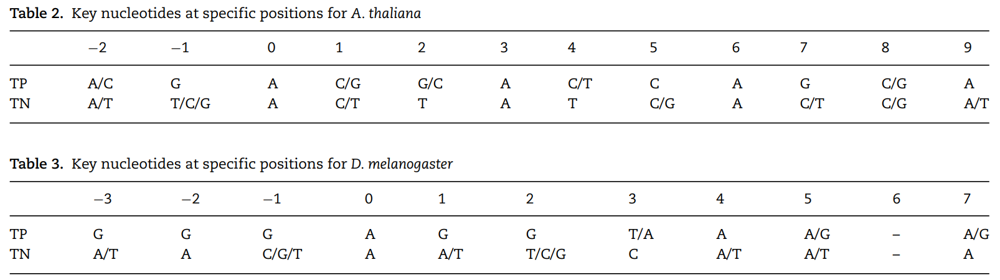 Table 2. Key nucleotides at specific positions for A. thaliana
−2 −1 0 1 2 3 4 5 6 7 8 9
TP A/C G A C/G G/C A C/T C A G C/G A
TN A/T T/C/G A C/T T A T C/G A C/T C/G A/T
Table 3. Key nucleotides at specific positions for D. melanogaster
−3 −2 −1 0 1 2 3 4 5 6 7
TP G G G A G G T/A A A/G – A/G
TN A/T A C/G/T A A/T T/C/G C A/T A/T – A